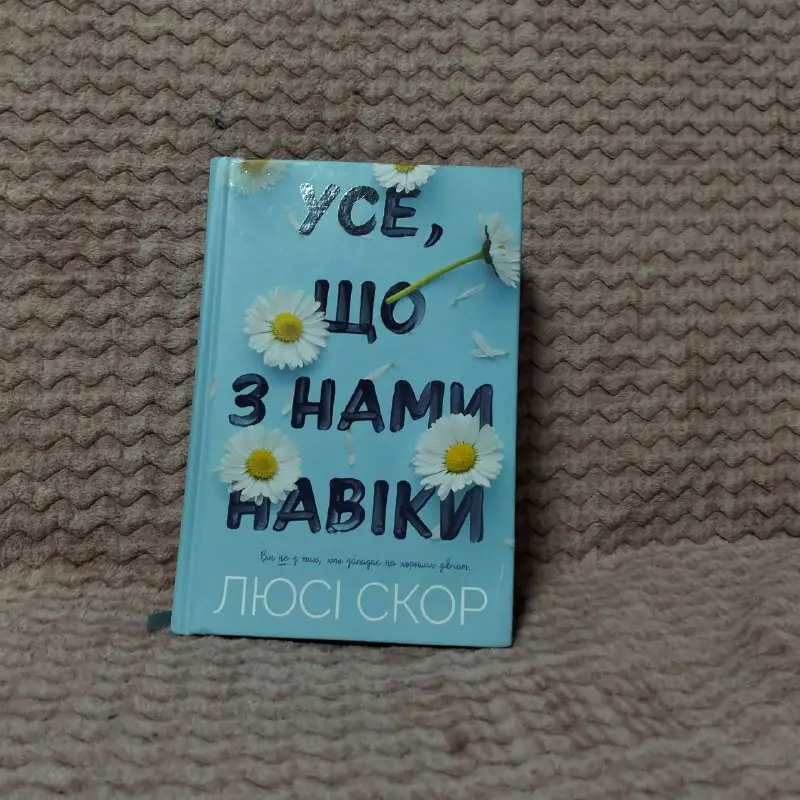 УСЕ,
ЩО
З НАМИ
НАВІКИ
Він не з тих, хто западає на хороших дівчат.
ЛЮСІ СКОР